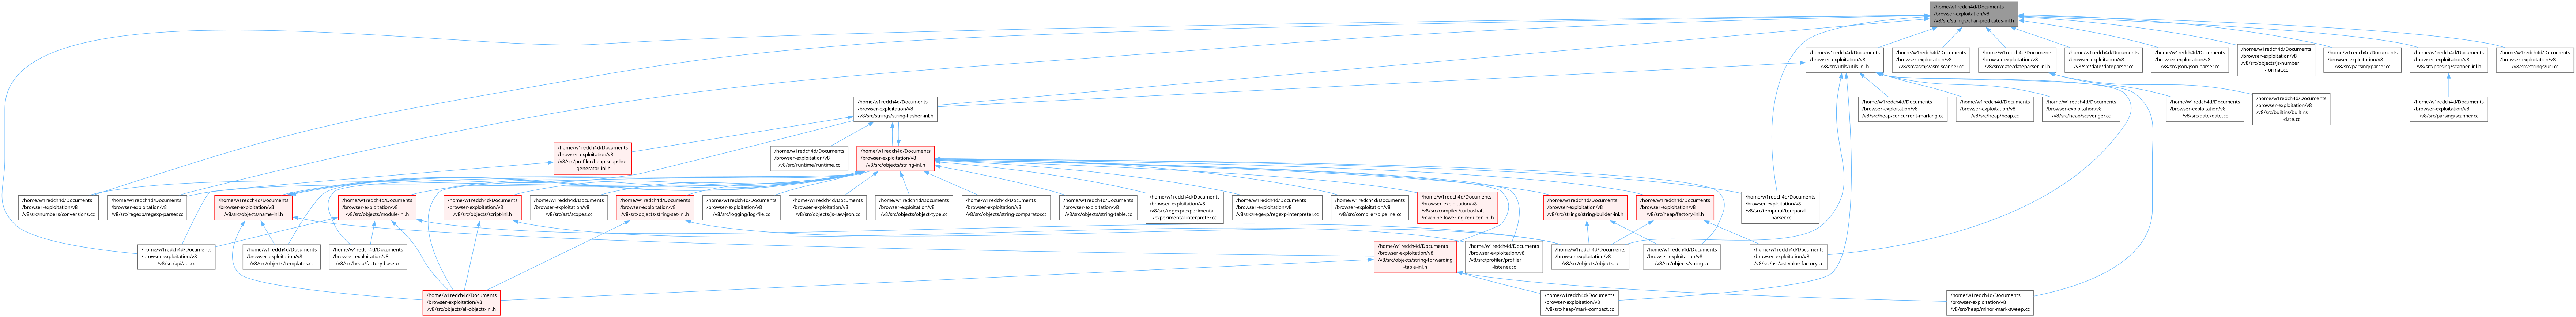 /home/w1redch4d/Documents
/browser-exploitation/v8
/v8/src/strings/char-predicates-inl.h
/home/w1redch4d/Documents
/browser-exploitation/v8
/v8/src/utils/utils-inl.h
/home/w1redch4d/Documents
/browser-exploitation/v8
/v8/src/asmjs/asm-scanner.cc
/home/w1redch4d/Documents
/browser-exploitation/v8
/v8/src/date/dateparser-inl.h
/home/w1redch4d/Documents
/browser-exploitation/v8
/v8/src/date/dateparser.cc
/home/w1redch4d/Documents
/browser-exploitation/v8
/v8/src/json/json-parser.cc
/home/w1redch4d/Documents
/browser-exploitation/v8
/v8/src/objects/js-number
-format.cc
/home/w1redch4d/Documents
/browser-exploitation/v8
/v8/src/parsing/parser.cc
/home/w1redch4d/Documents
/browser-exploitation/v8
/v8/src/parsing/scanner-inl.h
/home/w1redch4d/Documents
/browser-exploitation/v8
/v8/src/strings/uri.cc
/home/w1redch4d/Documents
/browser-exploitation/v8
/v8/src/strings/string-hasher-inl.h
/home/w1redch4d/Documents
/browser-exploitation/v8
/v8/src/heap/concurrent-marking.cc
/home/w1redch4d/Documents
/browser-exploitation/v8
/v8/src/heap/heap.cc
/home/w1redch4d/Documents
/browser-exploitation/v8
/v8/src/heap/scavenger.cc
/home/w1redch4d/Documents
/browser-exploitation/v8
/v8/src/date/date.cc
/home/w1redch4d/Documents
/browser-exploitation/v8
/v8/src/builtins/builtins
-date.cc
/home/w1redch4d/Documents
/browser-exploitation/v8
/v8/src/parsing/scanner.cc
/home/w1redch4d/Documents
/browser-exploitation/v8
/v8/src/profiler/heap-snapshot
-generator-inl.h
/home/w1redch4d/Documents
/browser-exploitation/v8
/v8/src/runtime/runtime.cc
/home/w1redch4d/Documents
/browser-exploitation/v8
/v8/src/objects/string-inl.h
/home/w1redch4d/Documents
/browser-exploitation/v8
/v8/src/numbers/conversions.cc
/home/w1redch4d/Documents
/browser-exploitation/v8
/v8/src/regexp/regexp-parser.cc
/home/w1redch4d/Documents
/browser-exploitation/v8
/v8/src/objects/name-inl.h
/home/w1redch4d/Documents
/browser-exploitation/v8
/v8/src/objects/module-inl.h
/home/w1redch4d/Documents
/browser-exploitation/v8
/v8/src/objects/script-inl.h
/home/w1redch4d/Documents
/browser-exploitation/v8
/v8/src/ast/scopes.cc
/home/w1redch4d/Documents
/browser-exploitation/v8
/v8/src/objects/string-set-inl.h
/home/w1redch4d/Documents
/browser-exploitation/v8
/v8/src/logging/log-file.cc
/home/w1redch4d/Documents
/browser-exploitation/v8
/v8/src/objects/js-raw-json.cc
/home/w1redch4d/Documents
/browser-exploitation/v8
/v8/src/objects/object-type.cc
/home/w1redch4d/Documents
/browser-exploitation/v8
/v8/src/objects/string-comparator.cc
/home/w1redch4d/Documents
/browser-exploitation/v8
/v8/src/objects/string-table.cc
/home/w1redch4d/Documents
/browser-exploitation/v8
/v8/src/regexp/experimental
/experimental-interpreter.cc
/home/w1redch4d/Documents
/browser-exploitation/v8
/v8/src/regexp/regexp-interpreter.cc
/home/w1redch4d/Documents
/browser-exploitation/v8
/v8/src/compiler/pipeline.cc
/home/w1redch4d/Documents
/browser-exploitation/v8
/v8/src/compiler/turboshaft
/machine-lowering-reducer-inl.h
/home/w1redch4d/Documents
/browser-exploitation/v8
/v8/src/strings/string-builder-inl.h
/home/w1redch4d/Documents
/browser-exploitation/v8
/v8/src/heap/factory-inl.h
/home/w1redch4d/Documents
/browser-exploitation/v8
/v8/src/temporal/temporal
-parser.cc
/home/w1redch4d/Documents
/browser-exploitation/v8
/v8/src/api/api.cc
/home/w1redch4d/Documents
/browser-exploitation/v8
/v8/src/objects/templates.cc
/home/w1redch4d/Documents
/browser-exploitation/v8
/v8/src/heap/factory-base.cc
/home/w1redch4d/Documents
/browser-exploitation/v8
/v8/src/objects/string-forwarding
-table-inl.h
/home/w1redch4d/Documents
/browser-exploitation/v8
/v8/src/profiler/profiler
-listener.cc
/home/w1redch4d/Documents
/browser-exploitation/v8
/v8/src/objects/objects.cc
/home/w1redch4d/Documents
/browser-exploitation/v8
/v8/src/objects/string.cc
/home/w1redch4d/Documents
/browser-exploitation/v8
/v8/src/ast/ast-value-factory.cc
/home/w1redch4d/Documents
/browser-exploitation/v8
/v8/src/objects/all-objects-inl.h
/home/w1redch4d/Documents
/browser-exploitation/v8
/v8/src/heap/mark-compact.cc
/home/w1redch4d/Documents
/browser-exploitation/v8
/v8/src/heap/minor-mark-sweep.cc